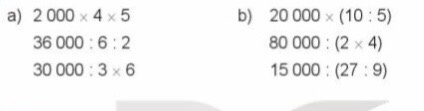 a) 2 000 × 4 × 5
36 000 : 6 : 2
30 000 : 3 × 6
b) 20 000 × (10 : 5)
80 000 : (2 × 4)
15 000 : (27 : 9)